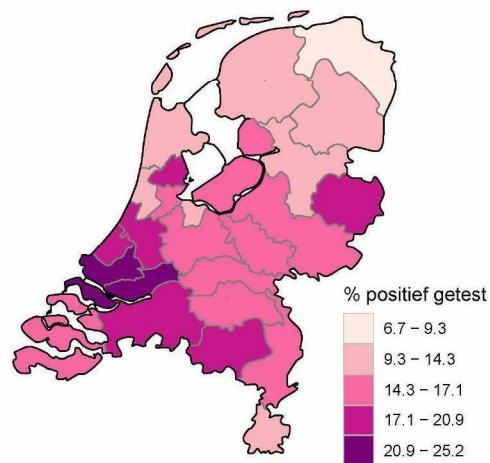 % positief getest
6.7 – 9.3
9.3 – 14.3
14.3 – 17.1
17.1 – 20.9
20.9 – 25.2